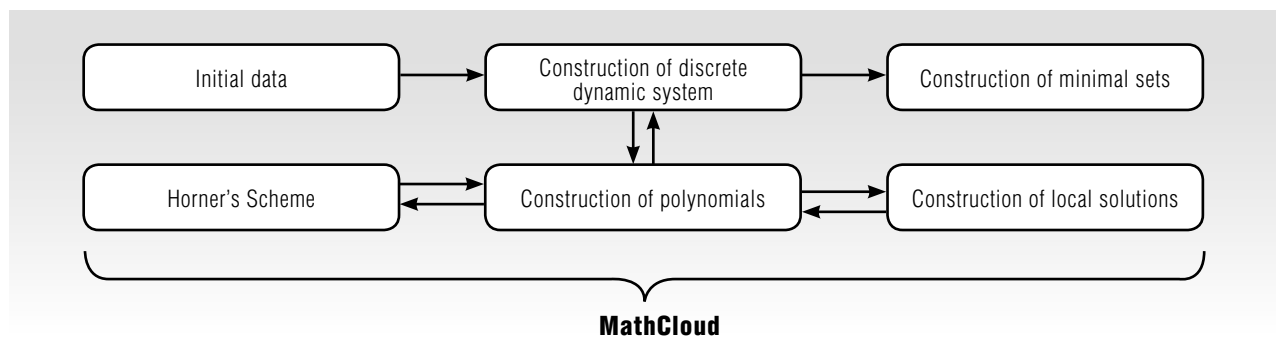 Initial data
Construction of discrete
dynamic system
Construction of minimal sets
Horner's Scheme
Construction of polynomials
Construction of local solutions
MathCloud